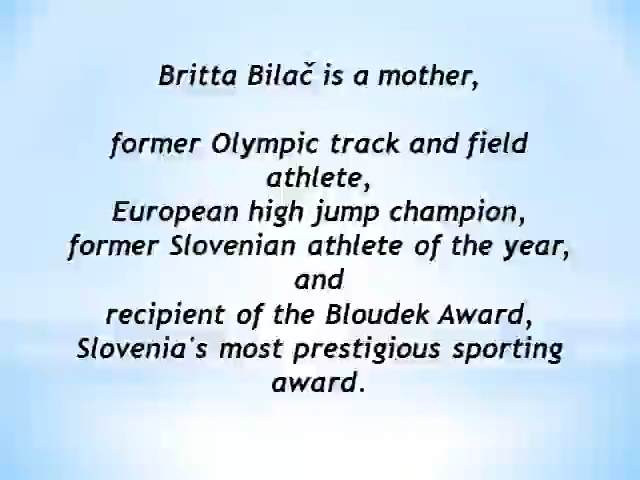 Britta Bilač is a mother,
former Olympic track and field
athlete,
European high jump champion,
former Slovenian athlete of the year,
and
recipient of the Bloudek Award,
Slovenia's most prestigious sporting
award.